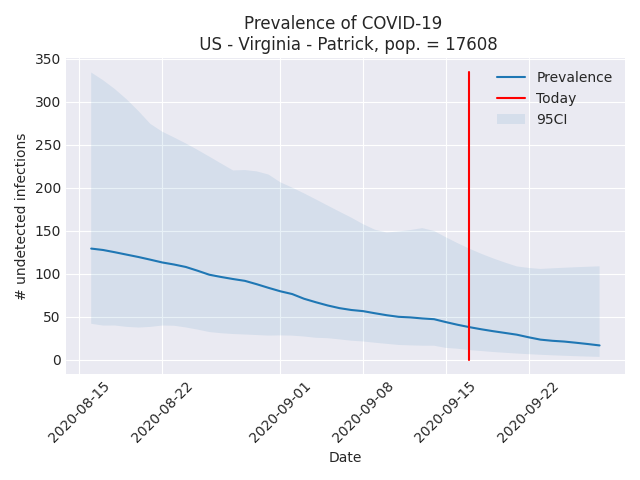 Prevalence of COVID-19
US - Virginia - Patrick, pop. = 17608
350
300
250
200
150
100
50
0
# undetected infections
Prevalence
Today
95CI
2020-08-15
2020-08-22
2020-09-01
2020-09-08
2020-09-15
2020-09-22
Date